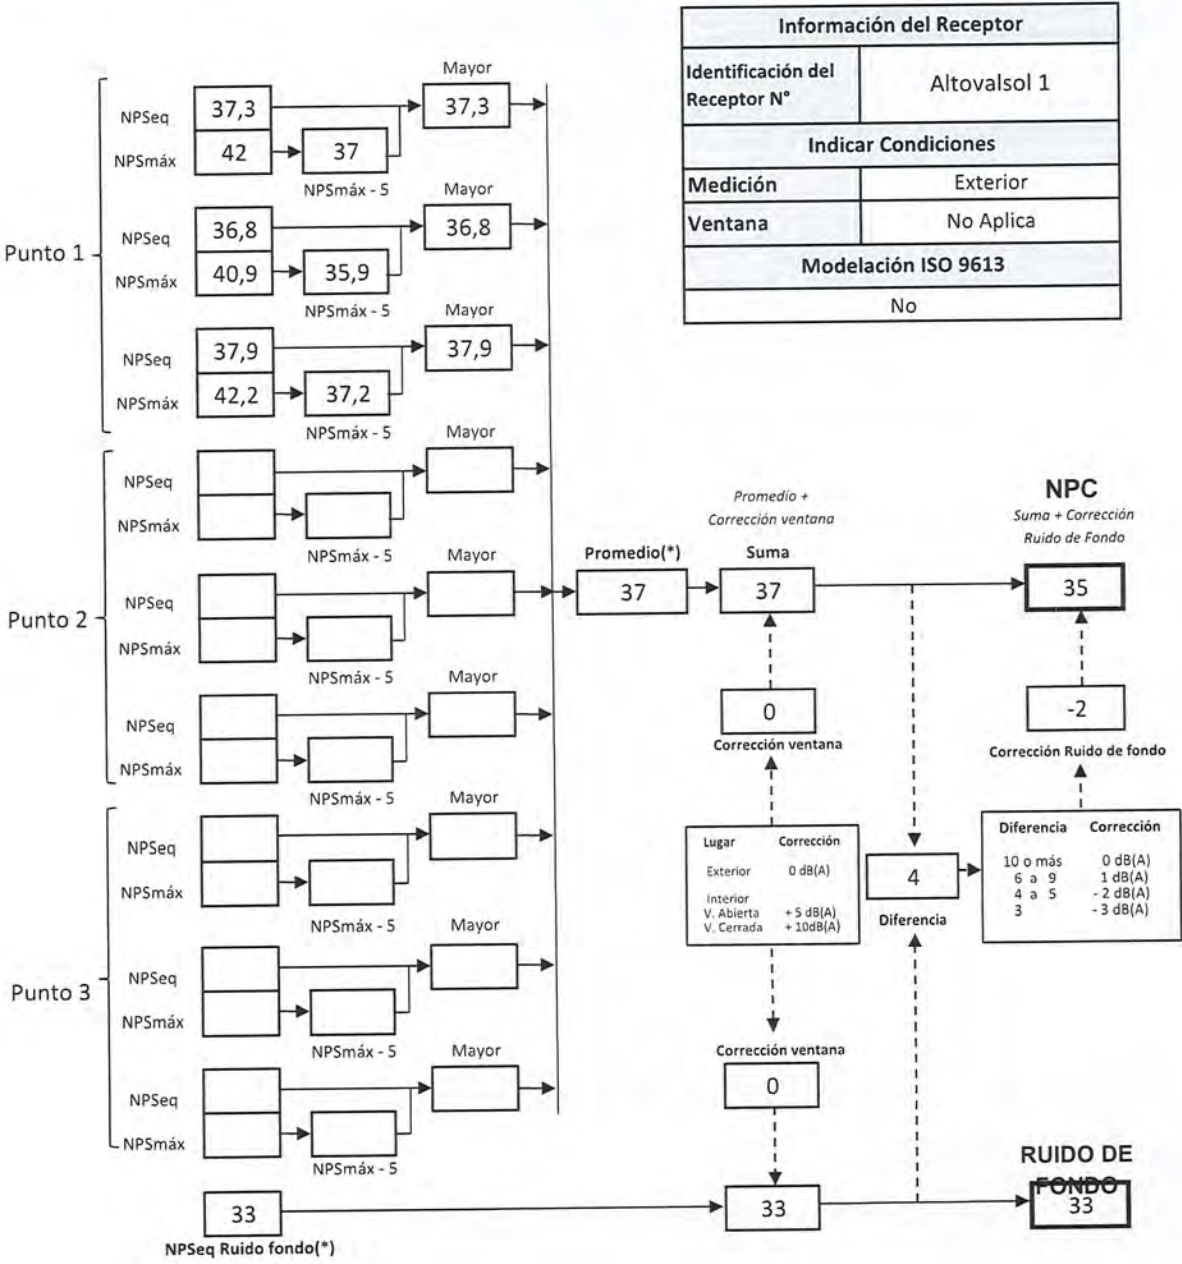 Información del Receptor
Identificación del Receptor N° Altovalsol 1
Indicar Condiciones
Medición Exterior
Ventana No Aplica
Modelación ISO 9613
No
Punto 1
Mayor
NPSeq 37,3 37,3
NPSmáx 42 37
NPSmáx - 5
Mayor
NPSeq 36,8 36,8
NPSmáx 40,9 35,9
NPSmáx - 5
Mayor
NPSeq 37,9 37,9
NPSmáx 42,2 37,2
NPSmáx - 5
Punto 2
Mayor
NPSeq
NPSmáx
NPSmáx - 5
Mayor
NPSeq
NPSmáx
NPSmáx - 5
Mayor
NPSeq
NPSmáx
NPSmáx - 5
Punto 3
Mayor
NPSeq
NPSmáx
NPSmáx - 5
Mayor
NPSeq
NPSmáx
NPSmáx - 5
Mayor
NPSeq
NPSmáx
NPSmáx - 5
Promedio(*)
37
Promedio +
Corrección ventana
Suma
37
NPC
Suma + Corrección
Ruido de Fondo
35
0
Corrección ventana
-2
Corrección Ruido de fondo
Lugar Corrección
Exterior 0 dB(A)
Interior
V. Abierta + 5 dB(A)
V. Cerrada + 10dB(A)
4
Diferencia
Diferencia Corrección
10 o más 0 dB(A)
6 a 9 1 dB(A)
4 a 5 - 2 dB(A)
3 - 3 dB(A)
Corrección ventana
0
33
NPSeq Ruido fondo(*)
33
RUIDO DE
FONDO
33